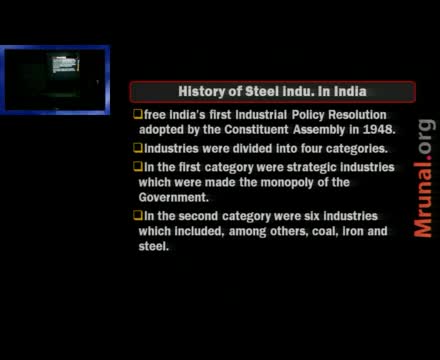 History of Steel indu. In India
free India's first Industrial Policy Resolution
adopted by the Constituent Assembly in 1948.
Industries were divided into four categories.
In the first category were strategic industries
which were made the monopoly of the
Government.
In the second category were six industries
which included, among others, coal, iron and
steel.
Mrunal.org